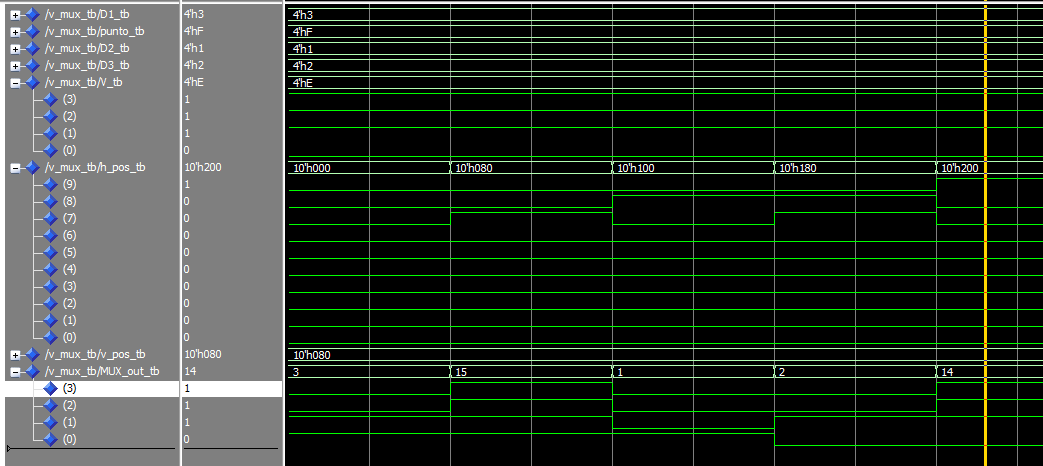 /v_mux_tb/D1_tb 4'h3 4'h3
/v_mux_tb/punto_tb 4'hF 4'hF
/v_mux_tb/D2_tb 4'h1 4'h1
/v_mux_tb/D3_tb 4'h2 4'h2
/v_mux_tb/V_tb 4'hE 4'hE
(3) 1
(2) 1
(1) 1
(0) 0
/v_mux_tb/h_pos_tb 10'h200 10'h000 10'h080 10'h100 10'h180 10'h200
(9) 1
(8) 0
(7) 0
(6) 0
(5) 0
(4) 0
(3) 0
(2) 0
(1) 0
(0) 0
/v_mux_tb/v_pos_tb 10'h080 10'h080
/v_mux_tb/MUX_out_tb 14 3 15 1 2 14
(3) 1
(2) 1
(1) 1
(0) 0